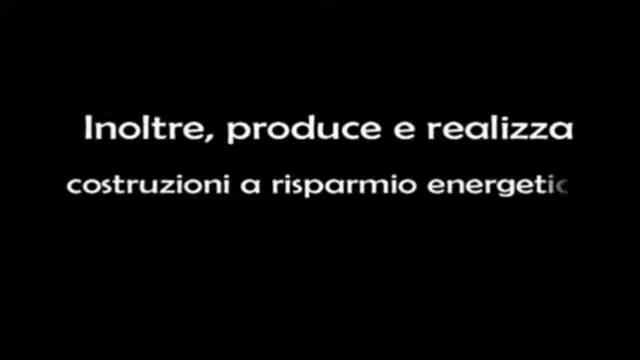 Inoltre, produce e realizza
costruzioni a risparmio energetic